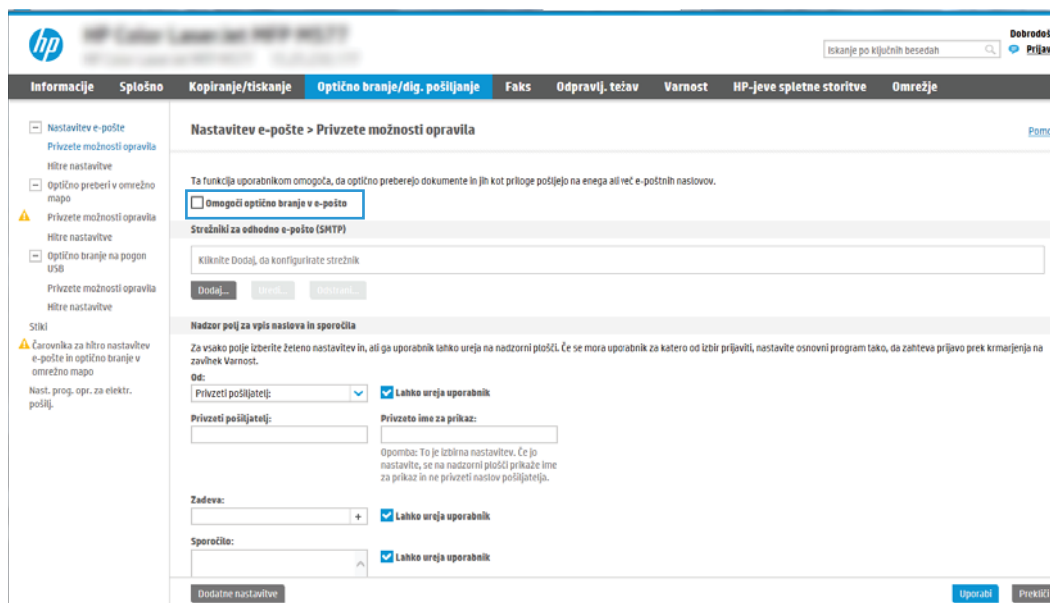 hp
Dobrodoš
Iskanje po ključnih besedah
Prijav
Informacije Splošno Kopiranje/tiskanje Optično branje/dig. pošiljanje Faks Odpravlj. težav Varnost HP-jeve spletne storitve Omrežje
Nastavitev e-pošte
Privzete možnosti opravila
Hitre nastavitve
Optično preberi v omrežno
mapo
Privzete možnosti opravila
Hitre nastavitve
Optično branje na pogon
USB
Privzete možnosti opravila
Hitre nastavitve
Stiki
Čarovnika za hitro nastavitev
e-pošte in optično branje v
omrežno mapo
Nast. prog. opr. za elektr.
pošilj.
Nastavitev e-pošte > Privzete možnosti opravila
Pomo
Ta funkcija uporabnikom omogoča, da optično preberejo dokumente in jih kot priloge pošljejo na enega ali več e-poštnih naslovov.
Omogoči optično branje v e-pošto
Strežniki za odhodno e-pošto (SMTP)
Kliknite Dodaj, da konfigurirate strežnik
Dodaj... Uredi... Odstrani...
Nadzor polj za vpis naslova in sporočila
Za vsako polje izberite želeno nastavitev in, ali ga uporabnik lahko ureja na nadzorni plošči. Če se mora uporabnik za katero od izbir prijaviti, nastavite osnovni program tako, da zahteva prijavo prek krmarjenja na
zavihek Varnost.
Od:
Privzeti pošiljatelj: Lahko ureja uporabnik
Privzeti pošiljatelj: Privzeto ime za prikaz:
Opomba: To je izbirna nastavitev. Če jo
nastavite, se na nadzorni plošči prikaže ime
za prikaz in ne privzeti naslov pošiljatelja.
Zadeva:
+ Lahko ureja uporabnik
Sporočilo:
Lahko ureja uporabnik
Dodatne nastavitve Uporabi Prekliči